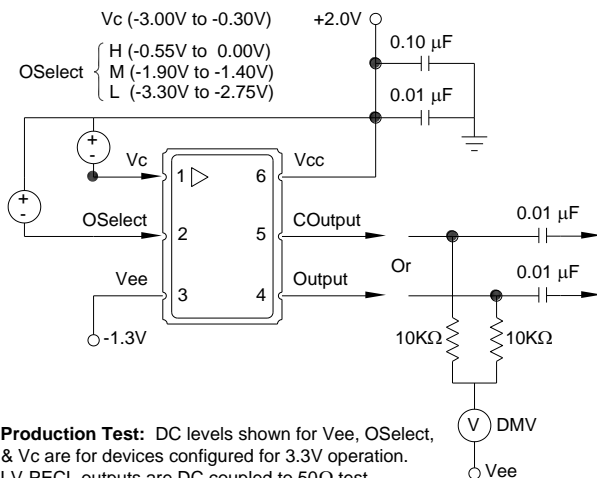 Vc (-3.00V to -0.30V)
+2.0V
H (-0.55V to 0.00V)
OSelect
M (-1.90V to -1.40V)
L (-3.30V to -2.75V)
0.10 μF
0.01 μF
+
-
Vc
1
6
Vcc
+
-
OSelect
2
5
COutput
0.01 μF
Or
Vee
3
4
Output
0.01 μF
-1.3V
10KΩ
10KΩ
V
DMV
Vee
Production Test: DC levels shown for Vee, OSelect,
& Vc are for devices configured for 3.3V operation.
LV-PECL outputs are DC coupled to 50Ω test